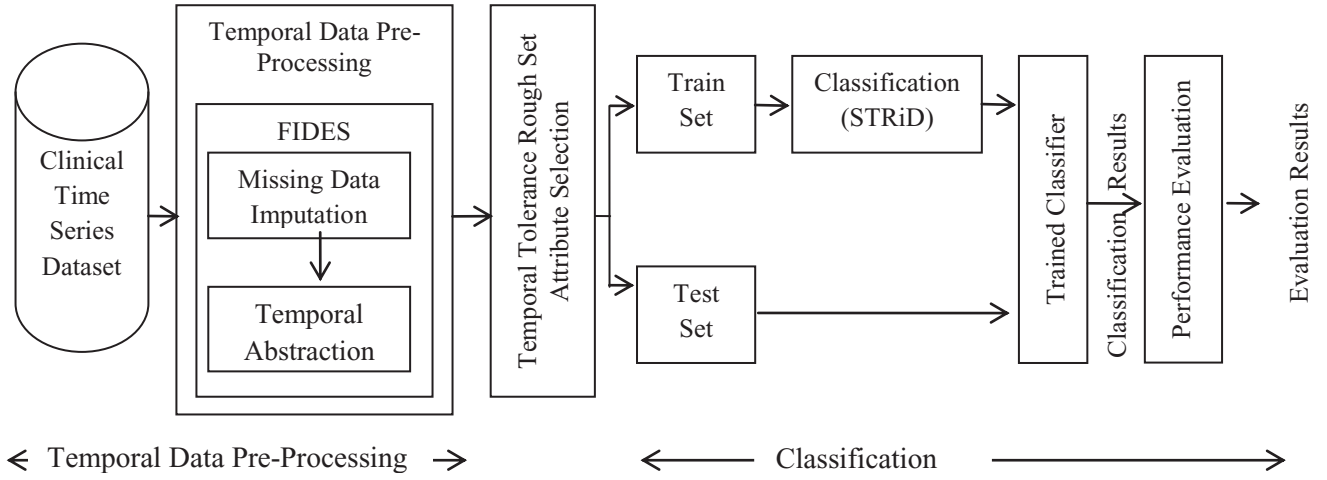 Clinical
Time
Series
Dataset
Temporal Data Pre-
Processing
FIDES
Missing Data
Imputation
Temporal
Abstraction
Temporal Tolerance Rough Set
Attribute Selection
Train
Set
Classification
(STRiD)
Test
Set
Trained Classifier
Classification Results
Performance Evaluation
Evaluation Results
Temporal Data Pre-Processing
Classification